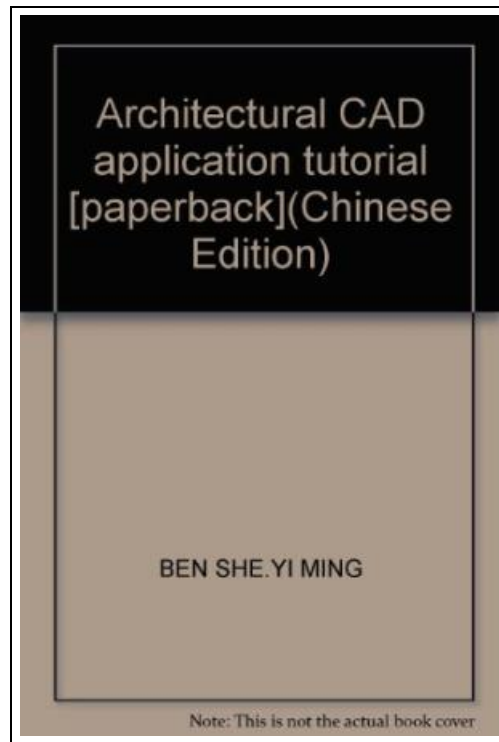 Architectural CAD
application tutorial
[paperback](Chinese
Edition)
BEN SHE.YI MING
Note: This is not the actual book cover